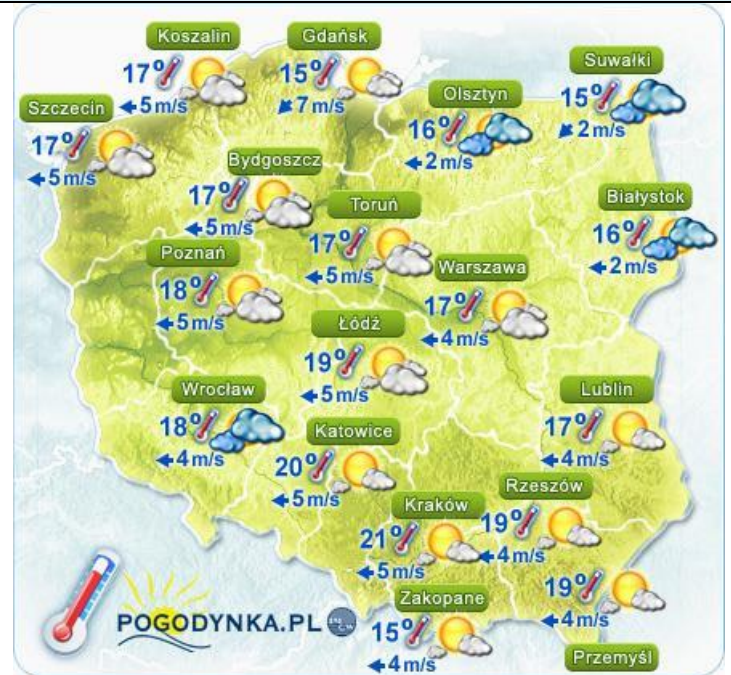 Koszalin
17°
5 m/s
Gdańsk
15°
7 m/s
Suwałki
15°
2 m/s
Szczecin
17°
5 m/s
Olsztyn
16°
2 m/s
Bydgoszcz
17°
5 m/s
Toruń
17°
5 m/s
Białystok
16°
2 m/s
Poznań
18°
5 m/s
Warszawa
17°
4 m/s
Łódź
19°
5 m/s
Wrocław
18°
4 m/s
Katowice
20°
5 m/s
Lublin
17°
4 m/s
Kraków
21°
5 m/s
Rzeszów
19°
4 m/s
Zakopane
15°
4 m/s
19°
4 m/s
Przemyśl
POGODYNKA.PL